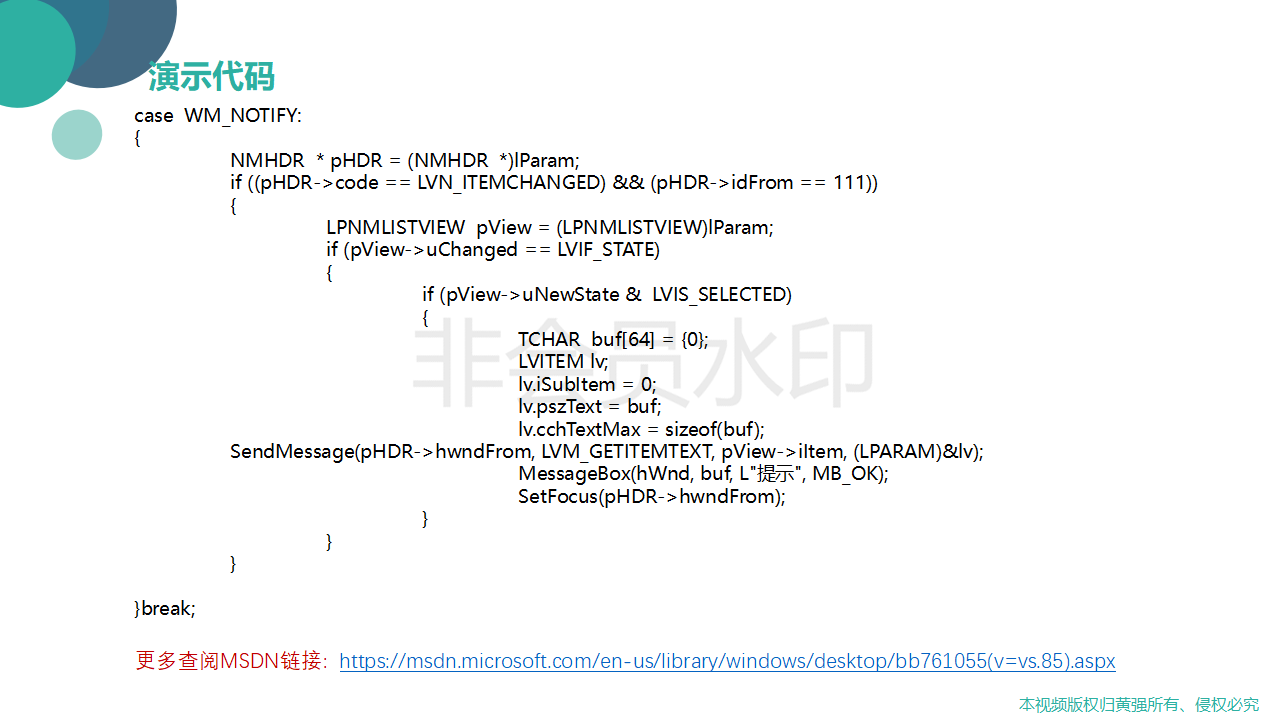 演示代码
case WM_NOTIFY:
{
NMHDR * pHDR = (NMHDR *)lParam;
if ((pHDR->code == LVN_ITEMCHANGED) && (pHDR->idFrom == 111))
{
LPNMLISTVIEW pView = (LPNMLISTVIEW)lParam;
if (pView->uChanged == LVIF_STATE)
{
if (pView->uNewState & LVIS_SELECTED)
{
TCHAR buf[64] = {0};
LVITEM lv;
lv.iSubItem = 0;
lv.pszText = buf;
lv.cchTextMax = sizeof(buf);
SendMessage(pHDR->hwndFrom, LVM_GETITEMTEXT, pView->iItem, (LPARAM)&lv);
MessageBox(hWnd, buf, L"提示", MB_OK);
SetFocus(pHDR->hwndFrom);
}
}
}
}break;
非会员水印
更多查阅MSDN链接: https://msdn.microsoft.com/en-us/library/windows/desktop/bb761055(v=vs.85).aspx
本视频版权归黄强所有、侵权必究